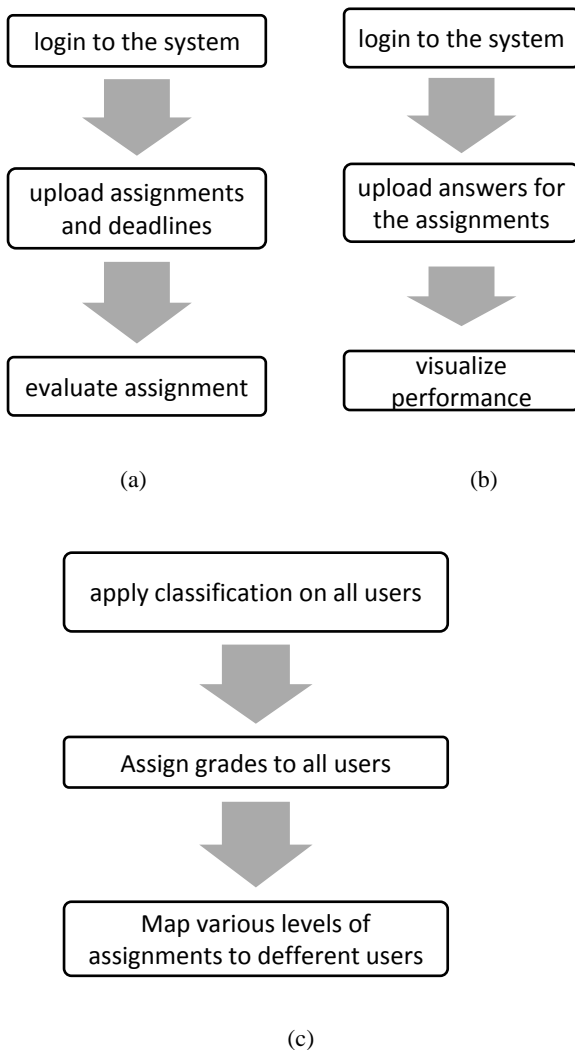 login to the system
upload assignments
and deadlines
evaluate assignment
(a)
login to the system
upload answers for
the assignments
visualize
performance
(b)
apply classification on all users
Assign grades to all users
Map various levels of
assignments to defferent users
(c)